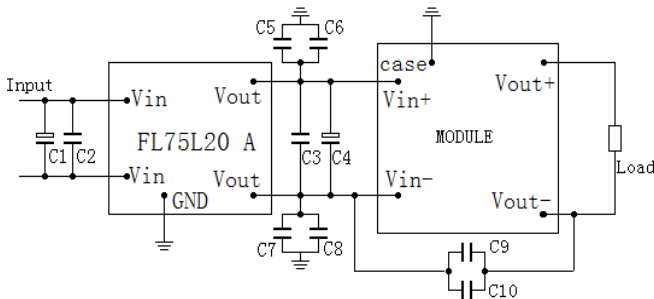 C5
C6
Input
Vin
Vout
case
Vin+
Vout+
C1
C2
FL75L20 A
C3
C4
MODULE
Load
Vin
Vout
GND
Vin-
Vout-
C7
C8
C9
C10